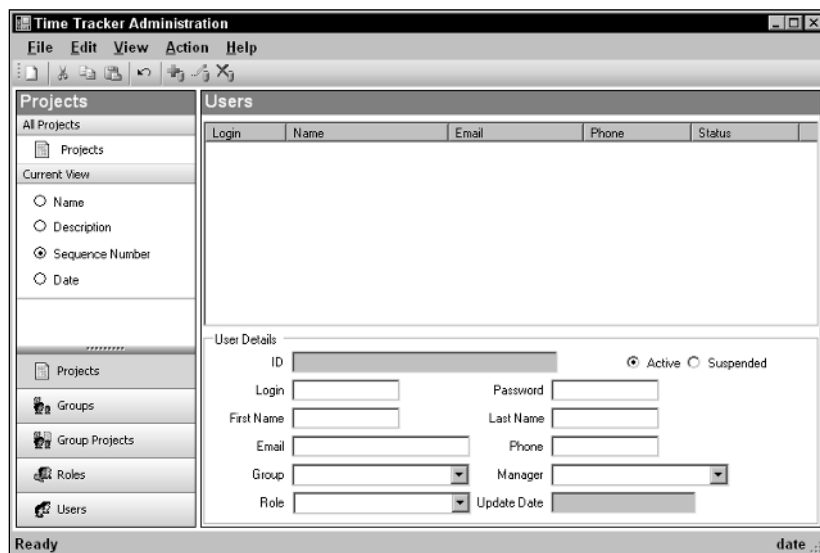 Time Tracker Administration
File Edit View Action Help
Projects
All Projects
Projects
Current View
Name
Description
Sequence Number
Date
Projects
Groups
Group Projects
Roles
Users
Users
Login Name Email Phone Status
User Details
ID Active Suspended
Login Password
First Name Last Name
Email Phone
Group Manager
Role Update Date
Ready date